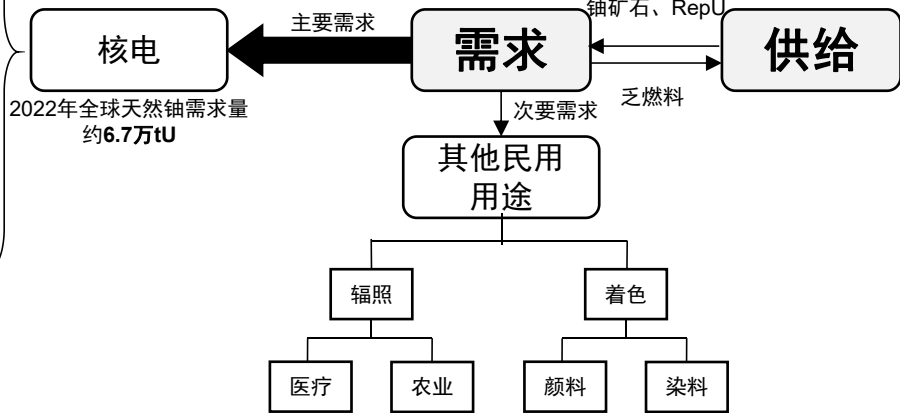 铀矿石、RepU
主要需求
核电
需求
供给
2022年全球天然铀需求量
约6.7万tU
次要需求
乏燃料
其他民用
用途
辐照
着色
医疗
农业
颜料
染料